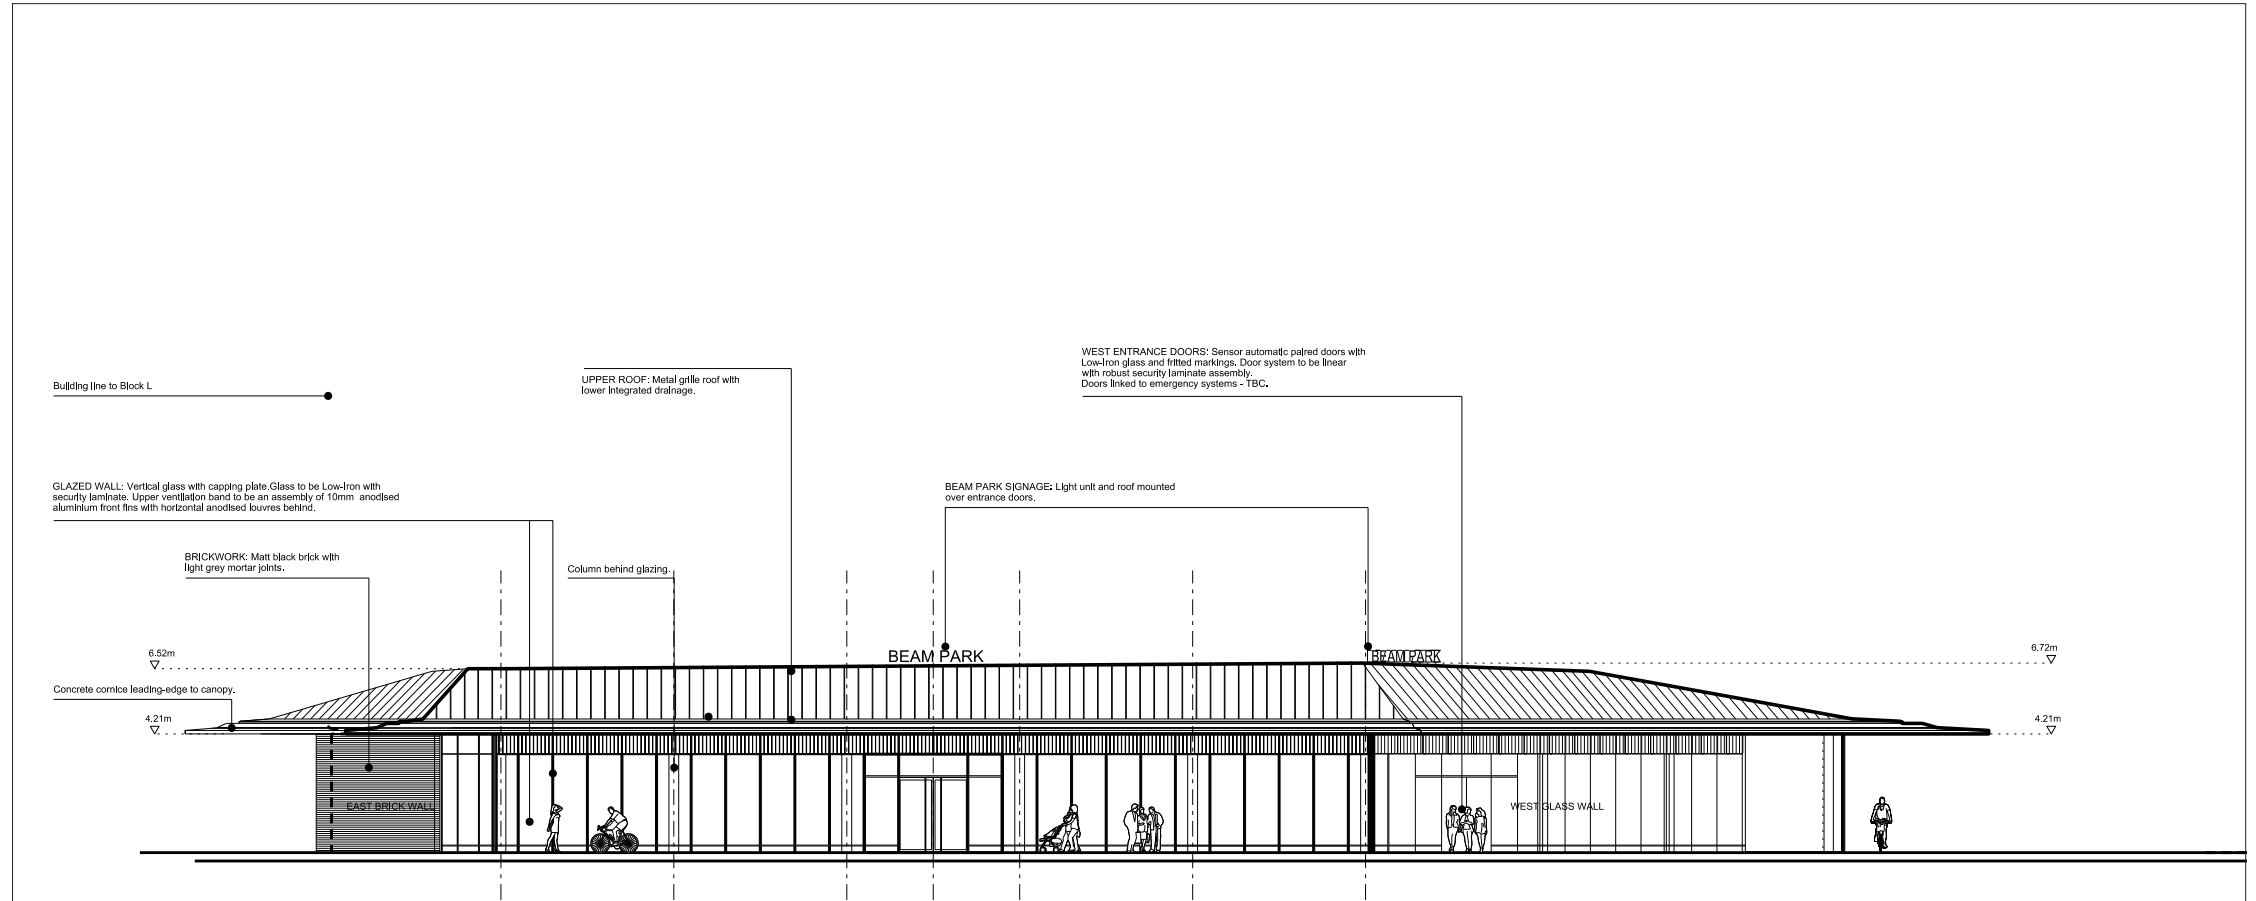 WEST ENTRANCE DOORS: Sensor automatic paired doors with
Low-Iron glass and fritted markings. Door system to be linear
with robust security laminate assembly.
Doors linked to emergency systems - TBC.
Building line to Block L
UPPER ROOF: Metal grille roof with
lower integrated drainage.
GLAZED WALL: Vertical glass with capping plate.Glass to be Low-Iron with
security laminate. Upper ventilation band to be an assembly of 10mm anodised
aluminium front fins with horizontal anodised louvres behind.
BEAM PARK SIGNAGE: Light unit and roof mounted
over entrance doors.
BRICKWORK: Matt black brick with
light grey mortar joints.
Column behind glazing.
6.52m
BEAM PARK
BEAM PARK
6.72m
Concrete cornice leading-edge to canopy.
4.21m
4.21m
EAST BRICK WALL
WEST GLASS WALL